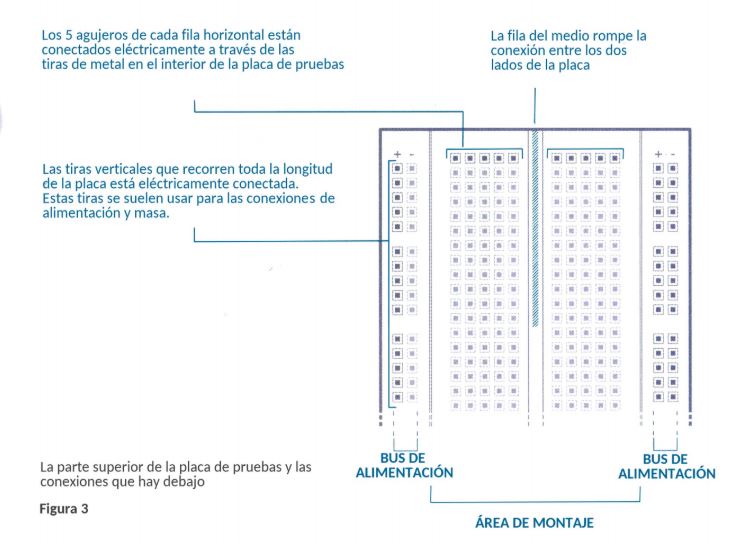 Los 5 agujeros de cada fila horizontal están
conectados eléctricamente a través de las
tiras de metal en el interior de la placa de pruebas
La fila del medio rompe la
conexión entre los dos
lados de la placa
Las tiras verticales que recorren toda la longitud
de la placa está eléctricamente conectada.
Estas tiras se suelen usar para las conexiones de
alimentación y masa.
+ -
+ -
BUS DE
ALIMENTACIÓN
BUS DE
ALIMENTACIÓN
ÁREA DE MONTAJE
La parte superior de la placa de pruebas y las
conexiones que hay debajo
Figura 3